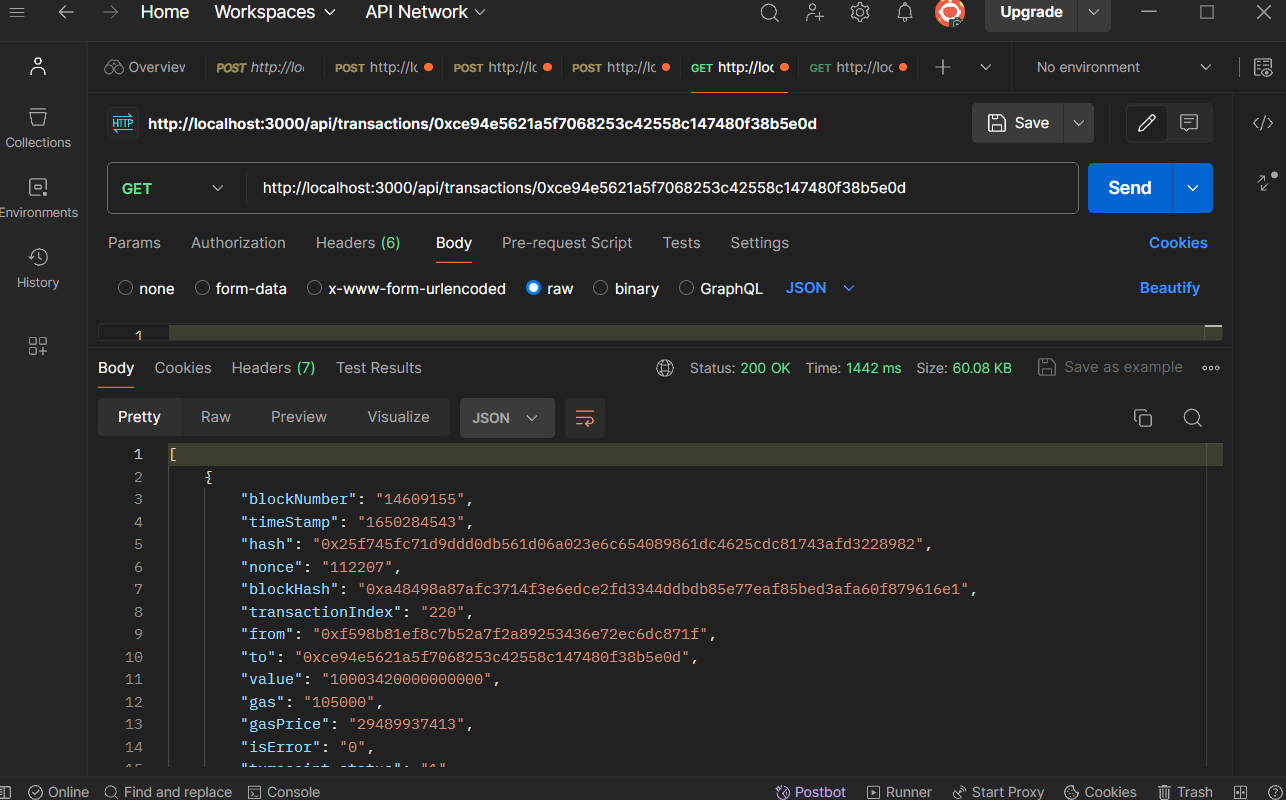 Home Workspaces API Network Upgrade
Overview POST http://lo POST http://lc POST http://lc POST http://lc GET http://loc GET http://loc No environment
HTTP http://localhost:3000/api/transactions/0xce94e5621a5f7068253c42558c147480f38b5e0d Save
Collections
GET http://localhost:3000/api/transactions/0xce94e5621a5f7068253c42558c147480f38b5e0d Send
Environments
Params Authorization Headers (6) Body Pre-request Script Tests Settings Cookies
History
none form-data x-www-form-urlencoded raw binary GraphQL JSON Beautify
1
Body Cookies Headers (7) Test Results Status: 200 OK Time: 1442 ms Size: 60.08 KB Save as example
Pretty Raw Preview Visualize JSON
1 [
2 {
3 "blockNumber": "14609155",
4 "timeStamp": "1650284543",
5 "hash": "0x25f745fc71d9ddd0db561d06a023e6c654089861dc4625cdc81743afd3228982",
6 "nonce": "112207",
7 "blockHash": "0xa48498a87afc3714f3e6edce2fd3344ddbdb85e77eaf85bed3afa60f879616e1",
8 "transactionIndex": "220",
9 "from": "0xf598b81ef8c7b52a7f2a89253436e72ec6dc871f",
10 "to": "0xce94e5621a5f7068253c42558c147480f38b5e0d",
11 "value": "10003420000000000",
12 "gas": "105000",
13 "gasPrice": "29489937413",
14 "isError": "0",
15 "txreceipt_status": "1"
Online Find and replace Console Postbot Runner Start Proxy Cookies Trash